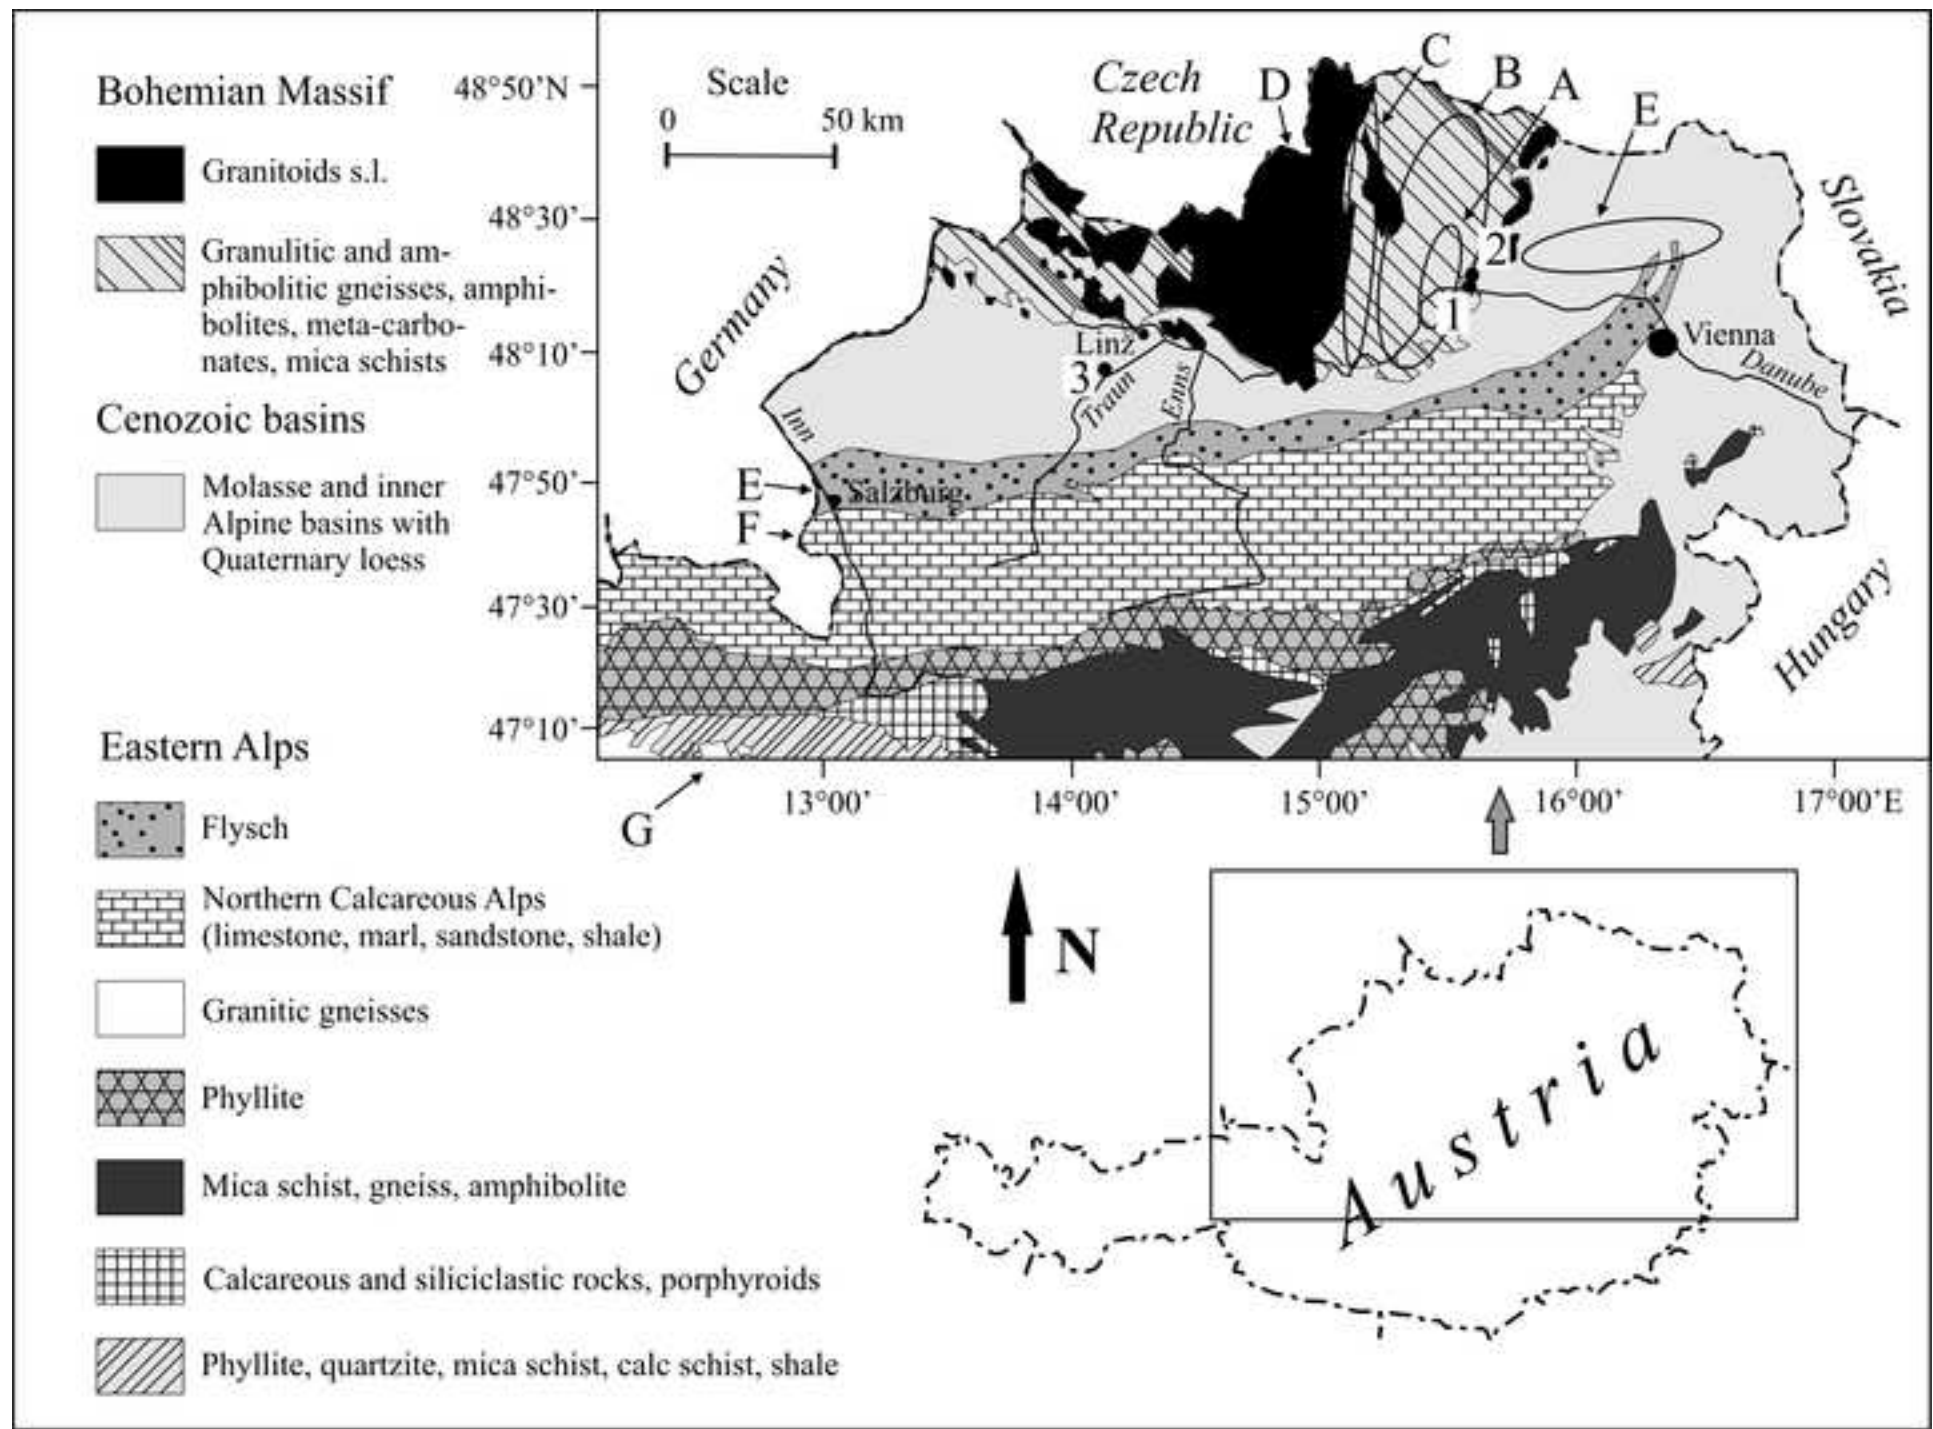 Bohemian Massif
Granitoids s.l.
Granulitic and am-
phibolitic gneisses, amphi-
bolites, meta-carbo-
nates, mica schists
Cenozoic basins
Molasse and inner
Alpine basins with
Quaternary loess
Eastern Alps
Flysch
Northern Calcareous Alps
(limestone, marl, sandstone, shale)
Granitic gneisses
Phyllite
Mica schist, gneiss, amphibolite
Calcareous and siliciclastic rocks, porphyroids
Phyllite, quartzite, mica schist, calc schist, shale
48°50’N
48°30’
48°10’
47°50’
47°30’
47°10’
Scale
0 50 km
Czech
Republic
D
C
B
A
E
Slovakia
Germany
2
1
Linz
3
Traun
Enns
Vienna
Danube
Inn
E
Salzburg
F
Hungary
G
13°00’
14°00’
15°00’
16°00’
17°00’E
N
Austria